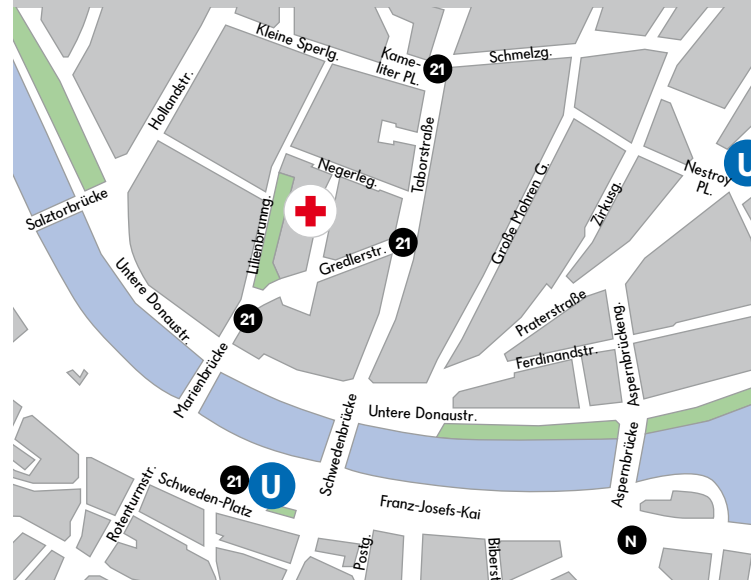 Kleine Sperlg.
Kame-
liter PL.
21
Schmelzg.
Hollandstr.
Taborstraße
Negerleg.
Große Mohren G.
Zirkusg.
Nestroy
PL.
U
Salztorbrücke
Lilienbrunng.
Gredlerstr.
21
Untere Donaustr.
21
Praterstraße
Ferdinandstr.
Aspernbrückeng.
Marienbrücke
Schwedenbrücke
Untere Donaustr.
Aspernbrücke
21
U
Schweden-Platz
Rotenturmstr.
Franz-Josefs-Kai
Postg.
Biberst
N